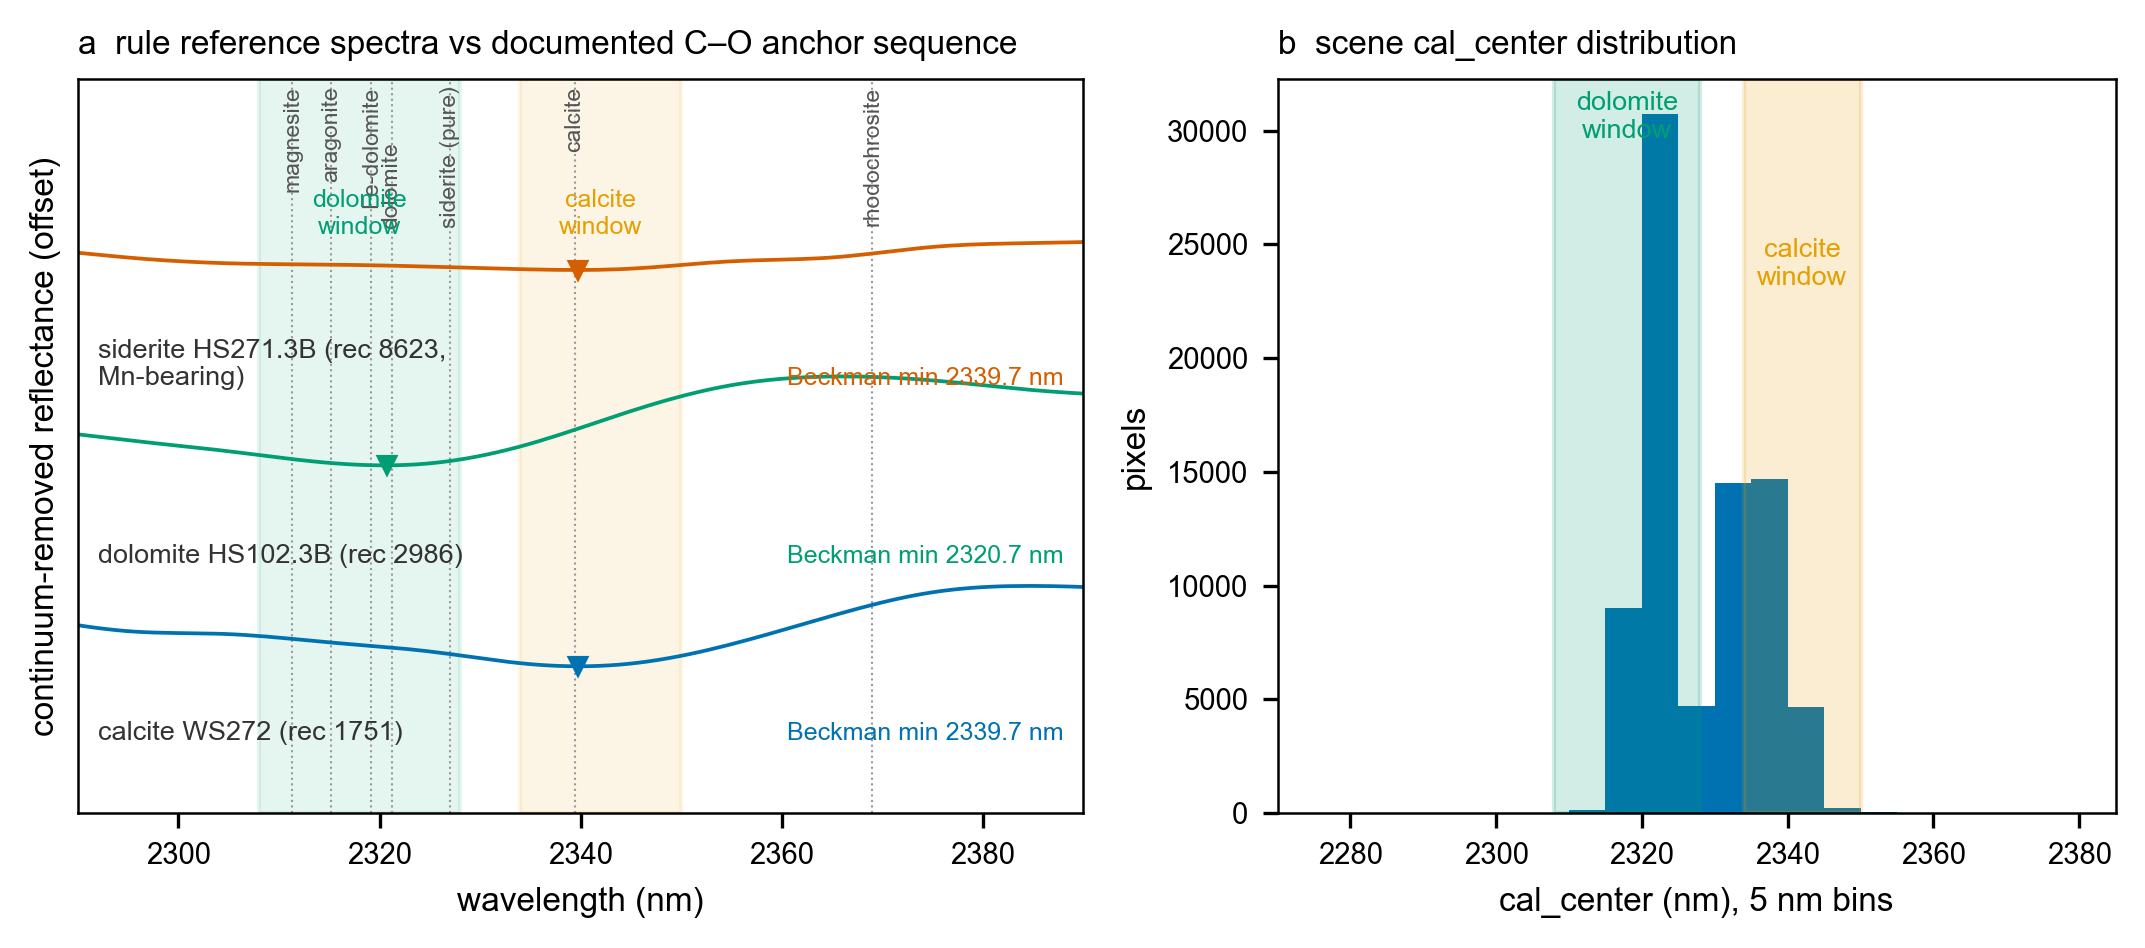 a  rule reference spectra vs documented C–O anchor sequence
continuum-removed reflectance (offset)
magnesite
aragonite
Fe-dolomite
dolomite
siderite (pure)
calcite
rhodochrosite
dolomite
window
calcite
window
siderite HS271.3B (rec 8623,
Mn-bearing)
Beckman min 2339.7 nm
dolomite HS102.3B (rec 2986)
Beckman min 2320.7 nm
calcite WS272 (rec 1751)
Beckman min 2339.7 nm
2300
2320
2340
2360
2380
wavelength (nm)
b  scene cal_center distribution
pixels
30000
25000
20000
15000
10000
5000
0
dolomite
window
calcite
window
2280
2300
2320
2340
2360
2380
cal_center (nm), 5 nm bins